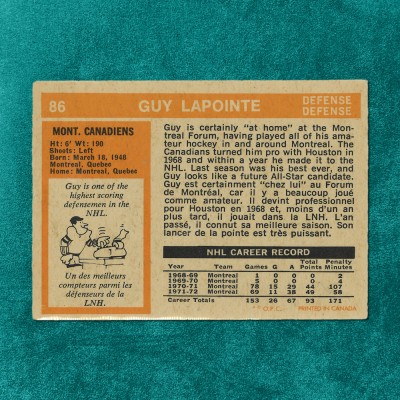 86 GUY LAPOINTE DEFENSE
DEFENSE
MONT. CANADIENS
Ht: 6' Wt: 190
Shoots: Left
Born: March 18, 1948
Montreal, Quebec
Home: Montreal, Quebec
Guy is one of the
highest scoring
defensemen in the
NHL.
Un des meilleurs
compteurs parmi les
défenseurs de la
LNH.
Guy is certainly "at home" at the Mon-
treal Forum, having played all of his ama-
teur hockey in and around Montreal. The
Canadiens turned him pro with Houston in
1968 and within a year he made it to the
NHL. Last season was his best ever, and
Guy looks like a future All-Star candidate.
Guy est certainement "chez lui" au Forum
de Montréal, car il y a beaucoup joué
comme amateur. Il devint professionnel
pour Houston en 1968 et, moins d'un an
plus tard, il jouait dans la LNH. L'an
passé, il connut sa meilleure saison. Son
lancer de la pointe est très puissant.
NHL CAREER RECORD
Year Team Games G A Total Points Penalty Minutes
1968-69 Montreal 1 0 0 0 2
1969-70 Montreal 5 0 0 0 4
1970-71 Montreal 78 15 29 44 107
1971-72 Montreal 69 11 38 49 58
Career Totals 153 26 67 93 171
** O.P.C. PRINTED IN CANADA